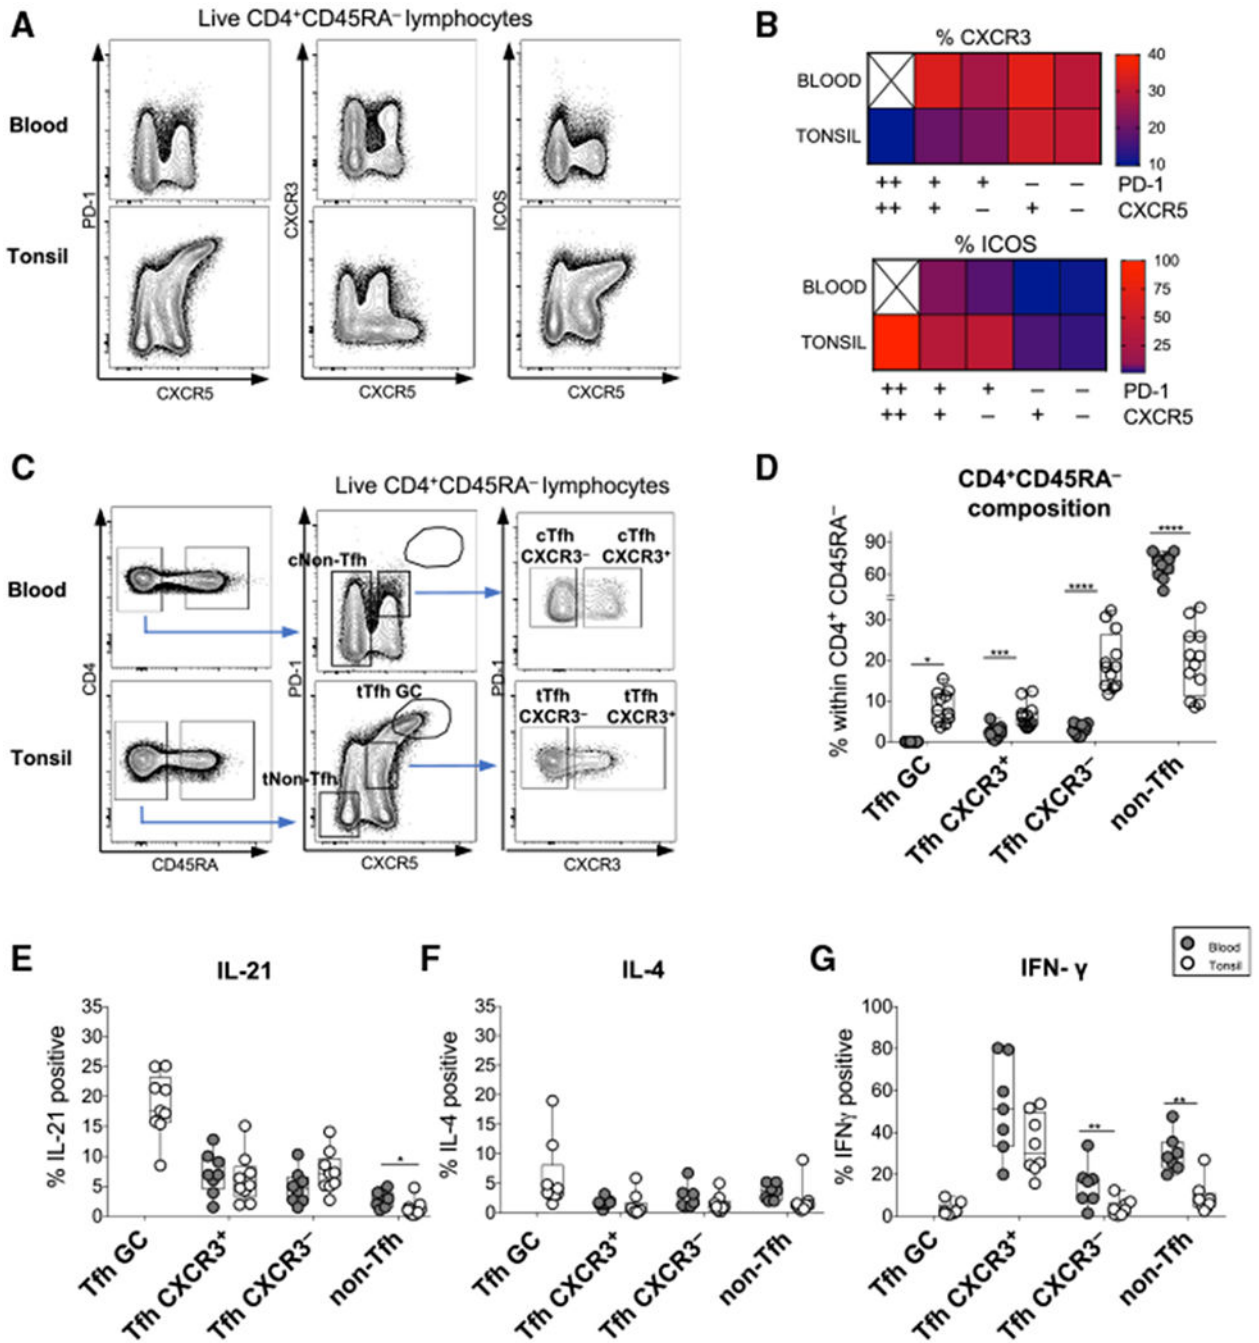 A
Live CD4⁺CD45RA⁻ lymphocytes
Blood
Tonsil
PD-1
CXCR3
ICOS
CXCR5
CXCR5
CXCR5
B
% CXCR3
BLOOD
TONSIL
40
30
20
10
++ + + − − PD-1
++ + − + − CXCR5
% ICOS
BLOOD
TONSIL
100
75
50
25
++ + + − − PD-1
++ + − + − CXCR5
C
Live CD4⁺CD45RA⁻ lymphocytes
Blood
Tonsil
CD4
CD45RA
cNon-Tfh
PD-1
tTfh GC
tNon-Tfh
CXCR5
cTfh cTfh
CXCR3⁻ CXCR3⁺
PD-1
tTfh tTfh
CXCR3⁻ CXCR3⁺
CXCR3
D
CD4⁺CD45RA⁻
composition
% within CD4⁺ CD45RA⁻
90
60
30
20
10
0
* *** **** ****
Tfh GC
Tfh CXCR3⁺
Tfh CXCR3⁻
non-Tfh
E
IL-21
% IL-21 positive
35
30
25
20
15
10
5
0
*
Tfh GC
Tfh CXCR3⁺
Tfh CXCR3⁻
non-Tfh
F
IL-4
% IL-4 positive
35
30
25
20
15
10
5
0
Tfh GC
Tfh CXCR3⁺
Tfh CXCR3⁻
non-Tfh
G
IFN- γ
% IFNγ positive
100
80
60
40
20
0
** **
Tfh GC
Tfh CXCR3⁺
Tfh CXCR3⁻
non-Tfh
Blood
Tonsil